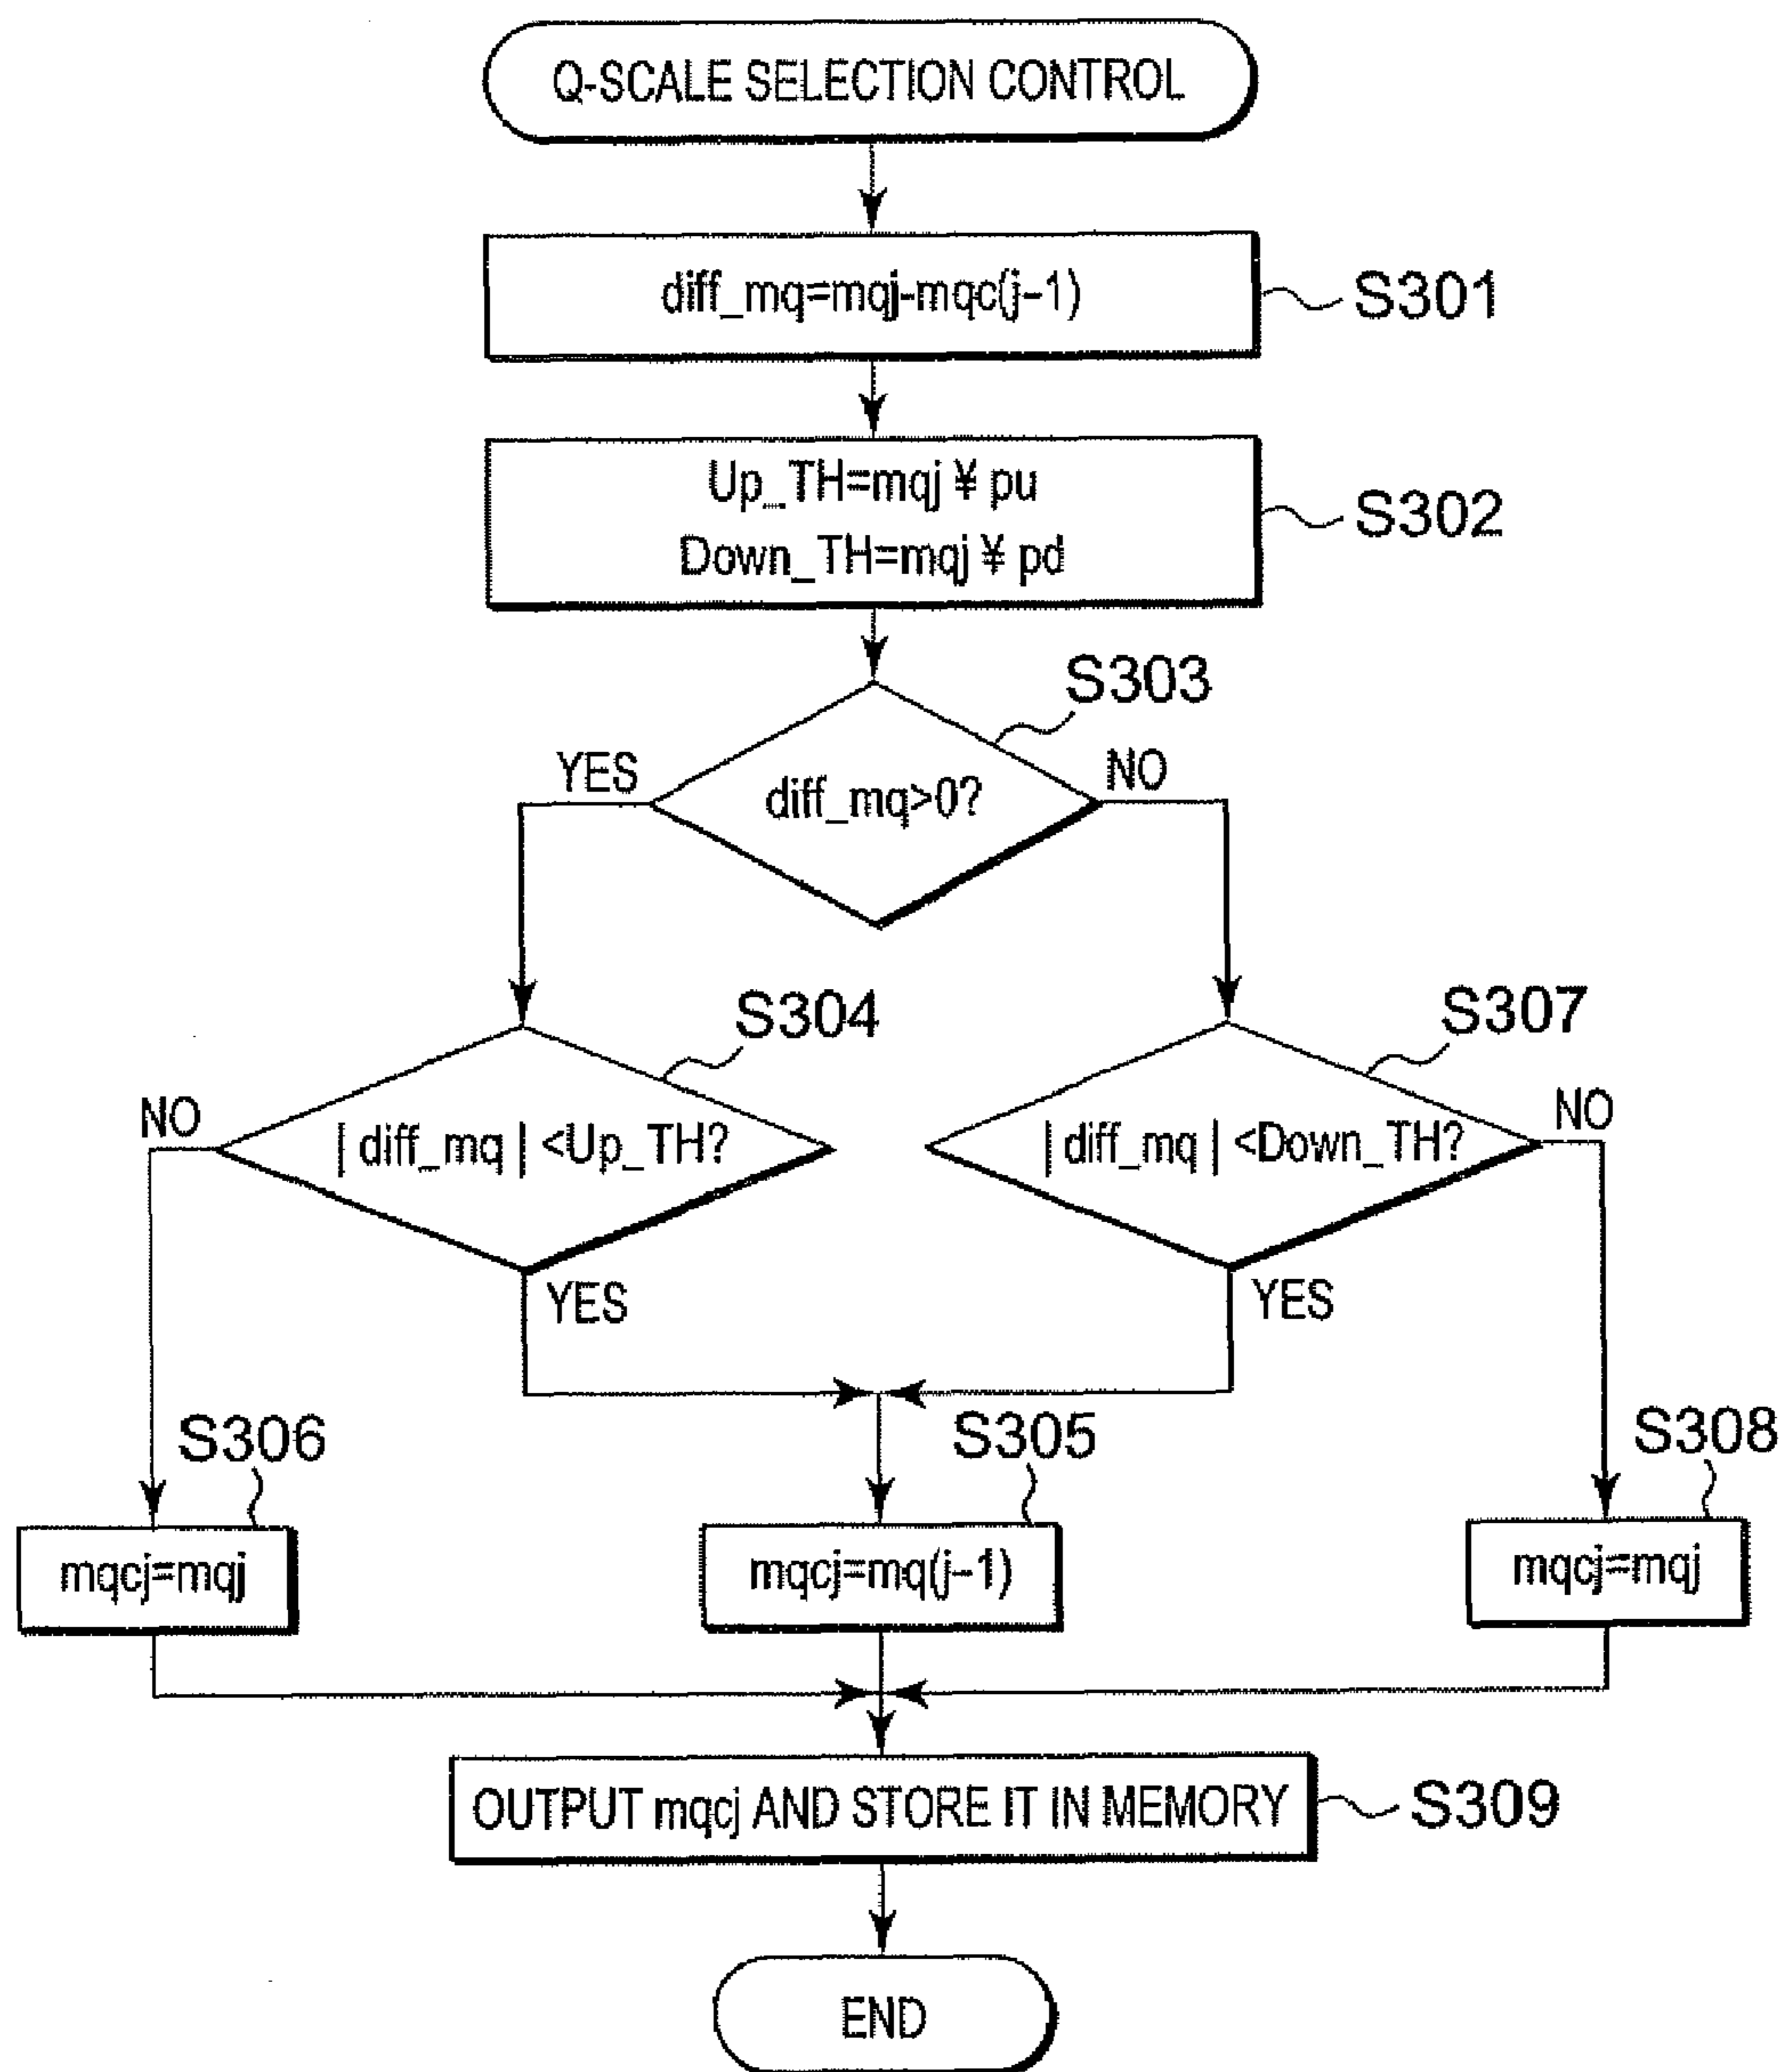 Q-SCALE SELECTION CONTROL
diff_mq=mqj-mqc(j-1)
S301
Up_TH=mqj ¥ pu
Down_TH=mqj ¥ pd
S302
S303
YES
diff_mq>0?
NO
S304
S307
NO
| diff_mq | <Up_TH?
| diff_mq | <Down_TH?
NO
YES
YES
S306
S305
S308
mqcj=mqj
mqcj=mq(j-1)
mqcj=mqj
OUTPUT mqcj AND STORE IT IN MEMORY
S309
END